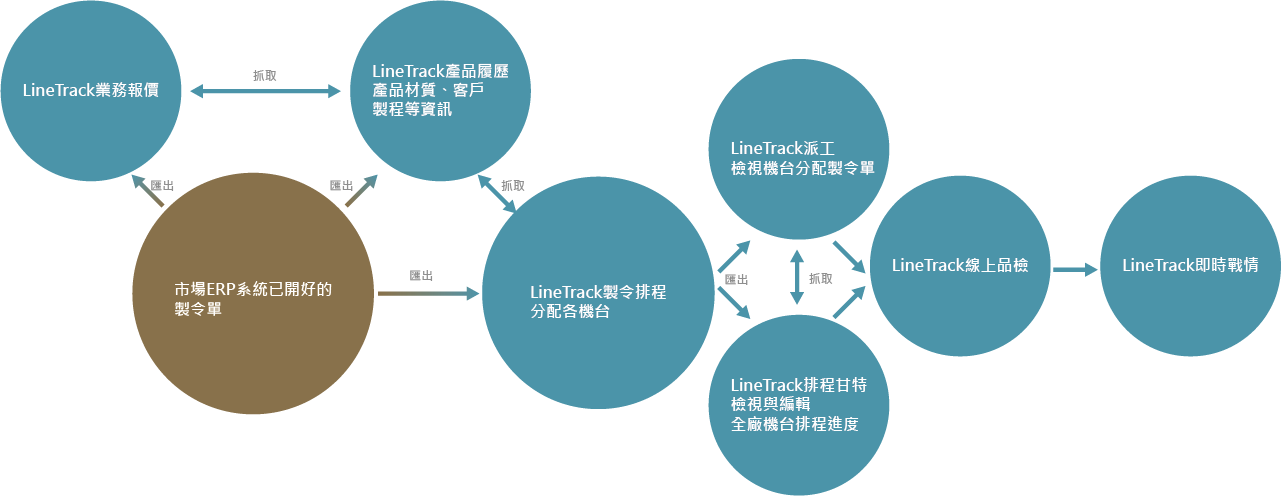 LineTrack業務報價
抓取
LineTrack產品履歷
產品材質、客戶
製程等資訊
匯出
匯出
抓取
市場ERP系統已開好的
製令單
匯出
LineTrack製令排程
分配各機台
匯出
LineTrack派工
檢視機台分配製令單
抓取
LineTrack排程甘特
檢視與編輯
全廠機台排程進度
LineTrack線上品檢
LineTrack即時戰情